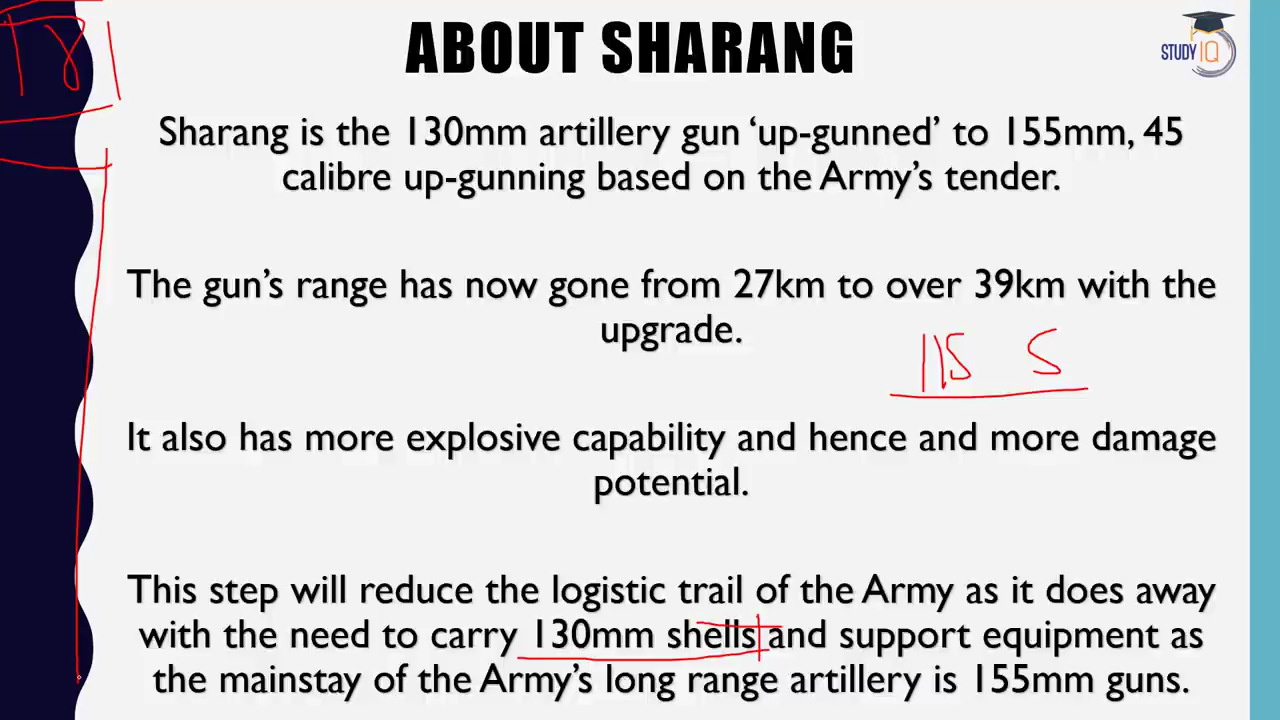 ABOUT SHARANG
STUDY IQ
Sharang is the 130mm artillery gun ‘up-gunned’ to 155mm, 45
calibre up-gunning based on the Army’s tender.
The gun’s range has now gone from 27km to over 39km with the
upgrade.
115 5
It also has more explosive capability and hence and more damage
potential.
This step will reduce the logistic trail of the Army as it does away
with the need to carry 130mm shells and support equipment as
the mainstay of the Army’s long range artillery is 155mm guns.